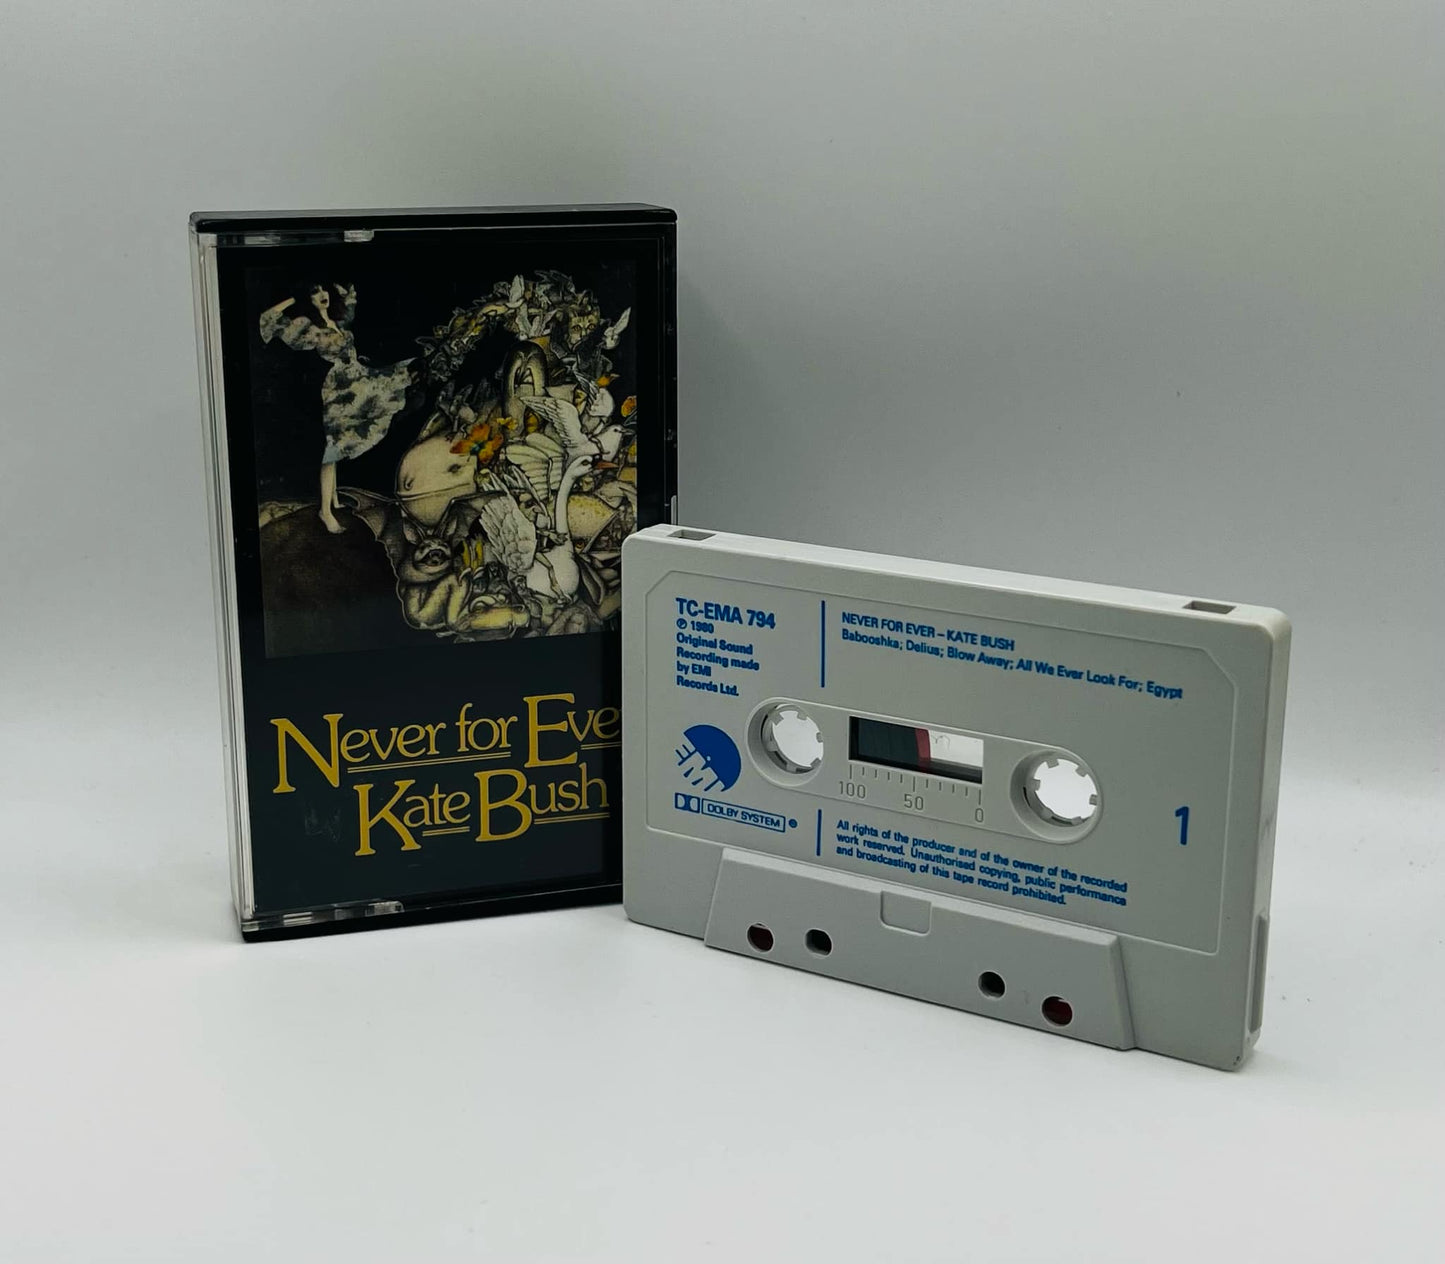 Never for Eve
Kate Bush
TC-EMA 794
℗ 1980
Original Sound
Recording made
by EMI
Records Ltd.
NEVER FOR EVER – KATE BUSH
Babooshka; Delius; Blow Away; All We Ever Look For; Egypt
EMI
DOLBY SYSTEM ®
100 50 0
1
All rights of the producer and of the owner of the recorded
work reserved. Unauthorised copying, public performance
and broadcasting of this tape record prohibited.